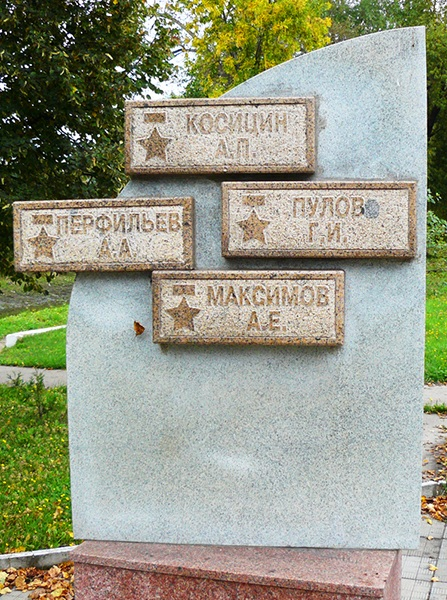 КОСИЦИН
А.П.
ПЕРФИЛЬЕВ
А.А
ПУЛОВ
Г.И.
МАКСИМОВ
А.Е.